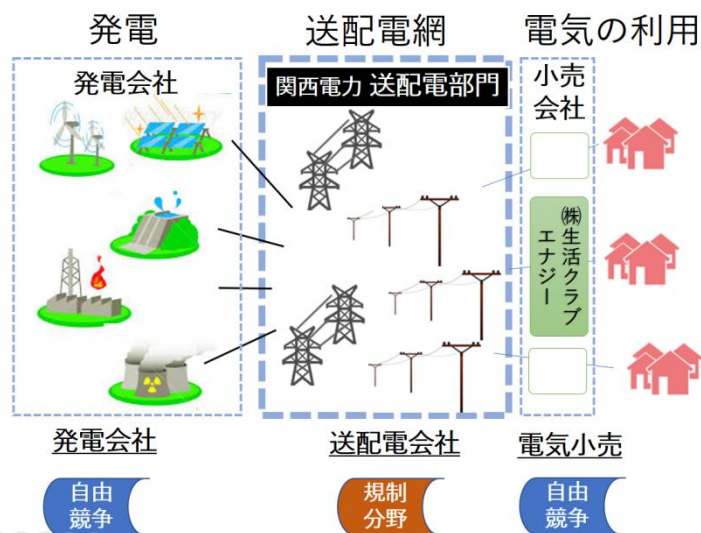 発電
送配電網
電気の利用
発電会社
関西電力 送配電部門
小売
会社
㈱生活クラブ
エナジー
発電会社
送配電会社
電気小売
自由
競争
規制
分野
自由
競争